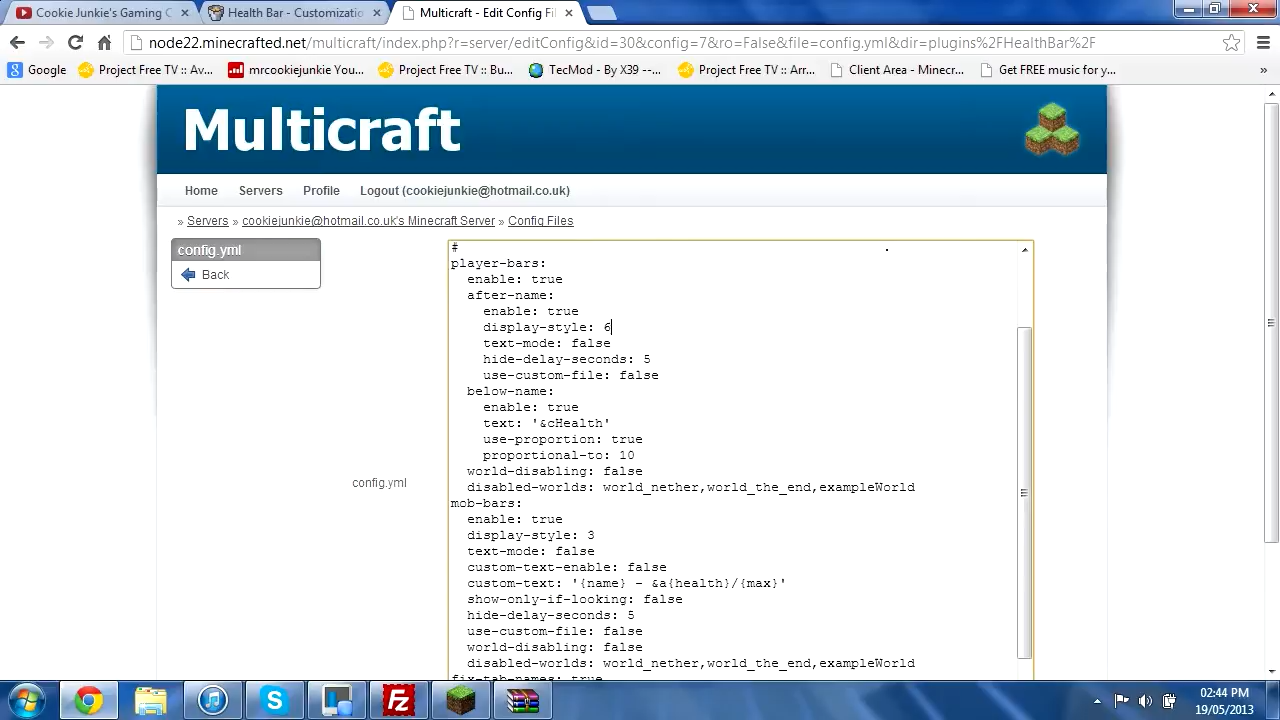 Cookie Junkie's Gaming C
Health Bar - Customizatio
Multicraft - Edit Config Fi
node22.minecrafted.net/multicraft/index.php?r=server/editConfig&id=30&config=7&ro=False&file=config.yml&dir=plugins%2FHealthBar%2F
Google
Project Free TV :: Av...
mrcookiejunkie You...
Project Free TV :: Bu...
TecMod - By X39 --...
Project Free TV :: Arr...
Client Area - Minecr...
Get FREE music for y...
»
Multicraft
Home Servers Profile Logout (cookiejunkie@hotmail.co.uk)
» Servers » cookiejunkie@hotmail.co.uk's Minecraft Server » Config Files
config.yml
Back
config.yml
#
player-bars:
enable: true
after-name:
enable: true
display-style: 6
text-mode: false
hide-delay-seconds: 5
use-custom-file: false
below-name:
enable: true
text: '&cHealth'
use-proportion: true
proportional-to: 10
world-disabling: false
disabled-worlds: world_nether,world_the_end,exampleWorld
mob-bars:
enable: true
display-style: 3
text-mode: false
custom-text-enable: false
custom-text: '{name} - &a{health}/{max}'
show-only-if-looking: false
hide-delay-seconds: 5
use-custom-file: false
world-disabling: false
disabled-worlds: world_nether,world_the_end,exampleWorld
fix-tab-names: true
02:44 PM
19/05/2013